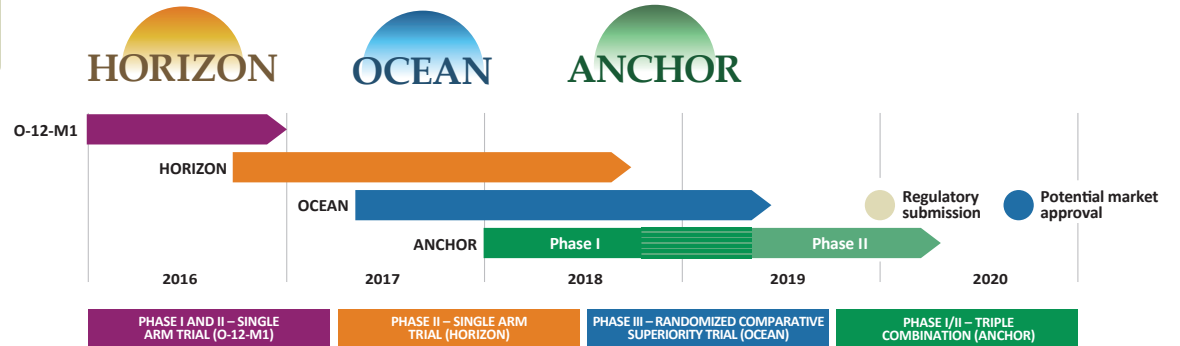 HORIZON
OCEAN
ANCHOR
O-12-M1
HORIZON
OCEAN
Regulatory
submission
Potential market
approval
ANCHOR
Phase I
Phase II
2016
2017
2018
2019
2020
PHASE I AND II – SINGLE
ARM TRIAL (O-12-M1)
PHASE II – SINGLE ARM
TRIAL (HORIZON)
PHASE III – RANDOMIZED COMPARATIVE
SUPERIORITY TRIAL (OCEAN)
PHASE I/II – TRIPLE
COMBINATION (ANCHOR)